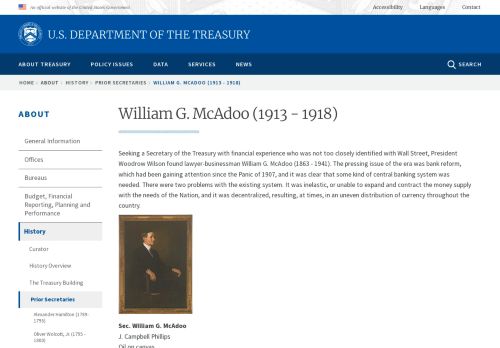 An official website of the United States Government
Accessibility Languages Contact
U.S. DEPARTMENT OF THE TREASURY
ABOUT TREASURY POLICY ISSUES DATA SERVICES NEWS SEARCH
HOME ABOUT HISTORY PRIOR SECRETARIES WILLIAM G. MCADOO (1913 - 1918)
ABOUT
General Information
Offices
Bureaus
Budget, Financial
Reporting, Planning and
Performance
History
Curator
History Overview
The Treasury Building
Prior Secretaries
Alexander Hamilton (1789-
1795)
Oliver Wolcott, Jr. (1795 -
1800)
William G. McAdoo (1913 - 1918)
Seeking a Secretary of the Treasury with financial experience who was not too closely identified with Wall Street, President
Woodrow Wilson found lawyer-businessman William G. McAdoo (1863 - 1941). The pressing issue of the era was bank reform,
which had been gaining attention since the Panic of 1907, and it was clear that some kind of central banking system was
needed. There were two problems with the existing system. It was inelastic, or unable to expand and contract the money supply
with the needs of the Nation, and it was decentralized, resulting, at times, in an uneven distribution of currency throughout the
country.
Sec. William G. McAdoo
J. Campbell Phillips
Oil on canvas